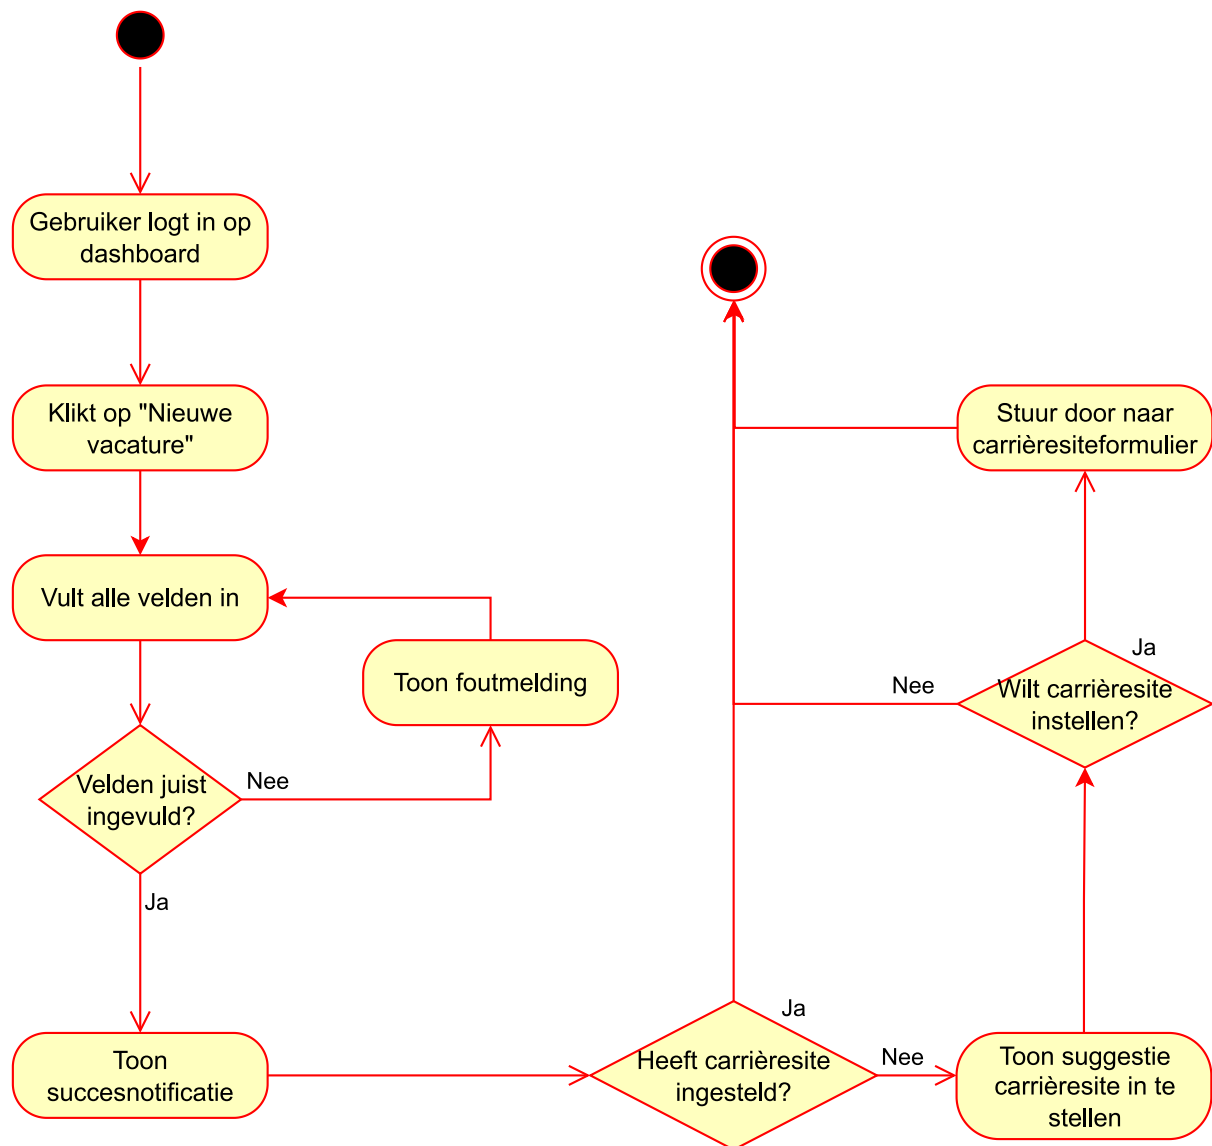 Gebruiker logt in op
dashboard
Klikt op "Nieuwe
vacature"
Vult alle velden in
Toon foutmelding
Velden juist
ingevuld?
Nee
Ja
Toon
succesnotificatie
Heeft carrièresite
ingesteld?
Ja
Nee
Toon suggestie
carrièresite in te
stellen
Wilt carrièresite
instellen?
Nee
Ja
Stuur door naar
carrièresiteformulier